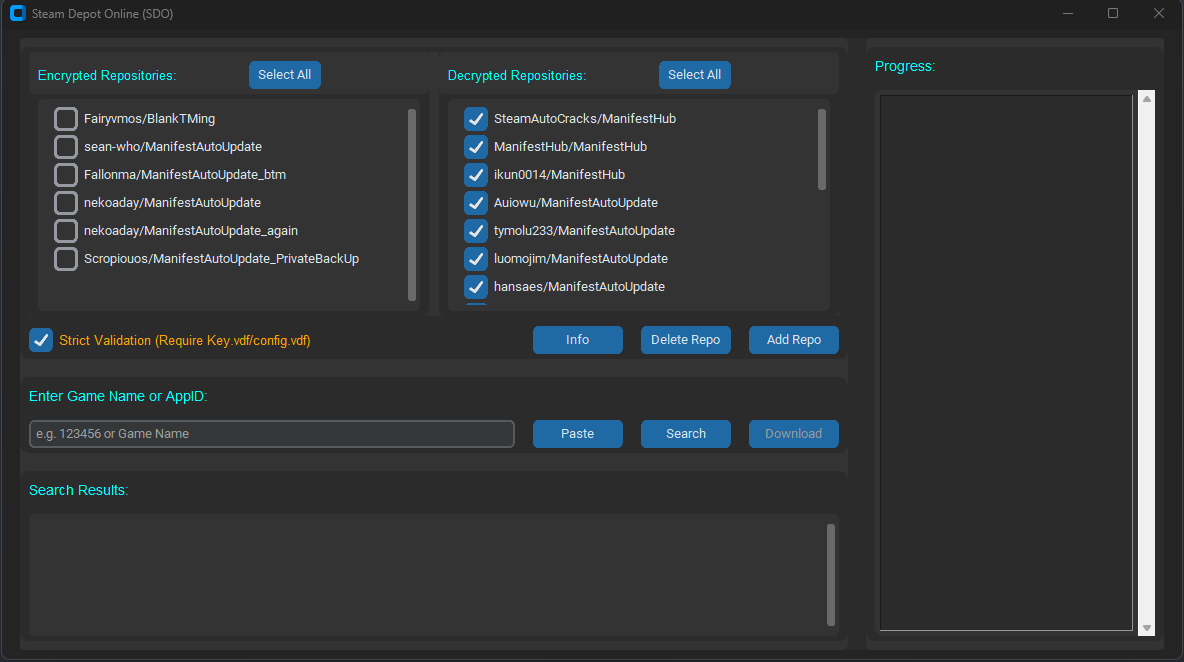 Steam Depot Online (SDO)
Encrypted Repositories:
Select All
Fairyvmos/BlankTMing
sean-who/ManifestAutoUpdate
Fallonma/ManifestAutoUpdate_btm
nekoaday/ManifestAutoUpdate
nekoaday/ManifestAutoUpdate_again
Scropiouos/ManifestAutoUpdate_PrivateBackUp
Decrypted Repositories:
Select All
SteamAutoCracks/ManifestHub
ManifestHub/ManifestHub
ikun0014/ManifestHub
Auiowu/ManifestAutoUpdate
tymolu233/ManifestAutoUpdate
luomojim/ManifestAutoUpdate
hansaes/ManifestAutoUpdate
Strict Validation (Require Key.vdf/config.vdf)
Info
Delete Repo
Add Repo
Enter Game Name or AppID:
e.g. 123456 or Game Name
Paste
Search
Download
Search Results:
Progress: